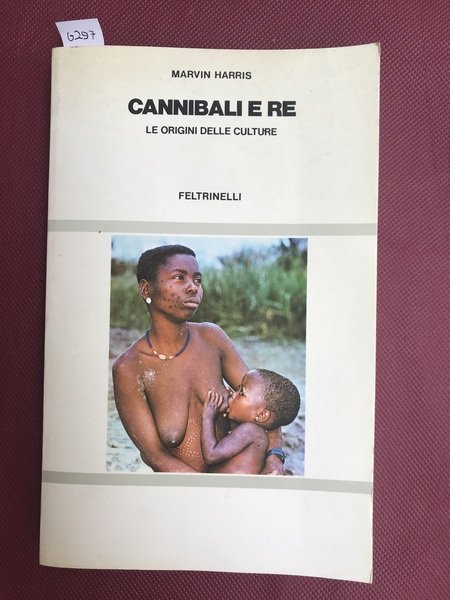 6297
MARVIN HARRIS
CANNIBALI E RE
LE ORIGINI DELLE CULTURE
FELTRINELLI